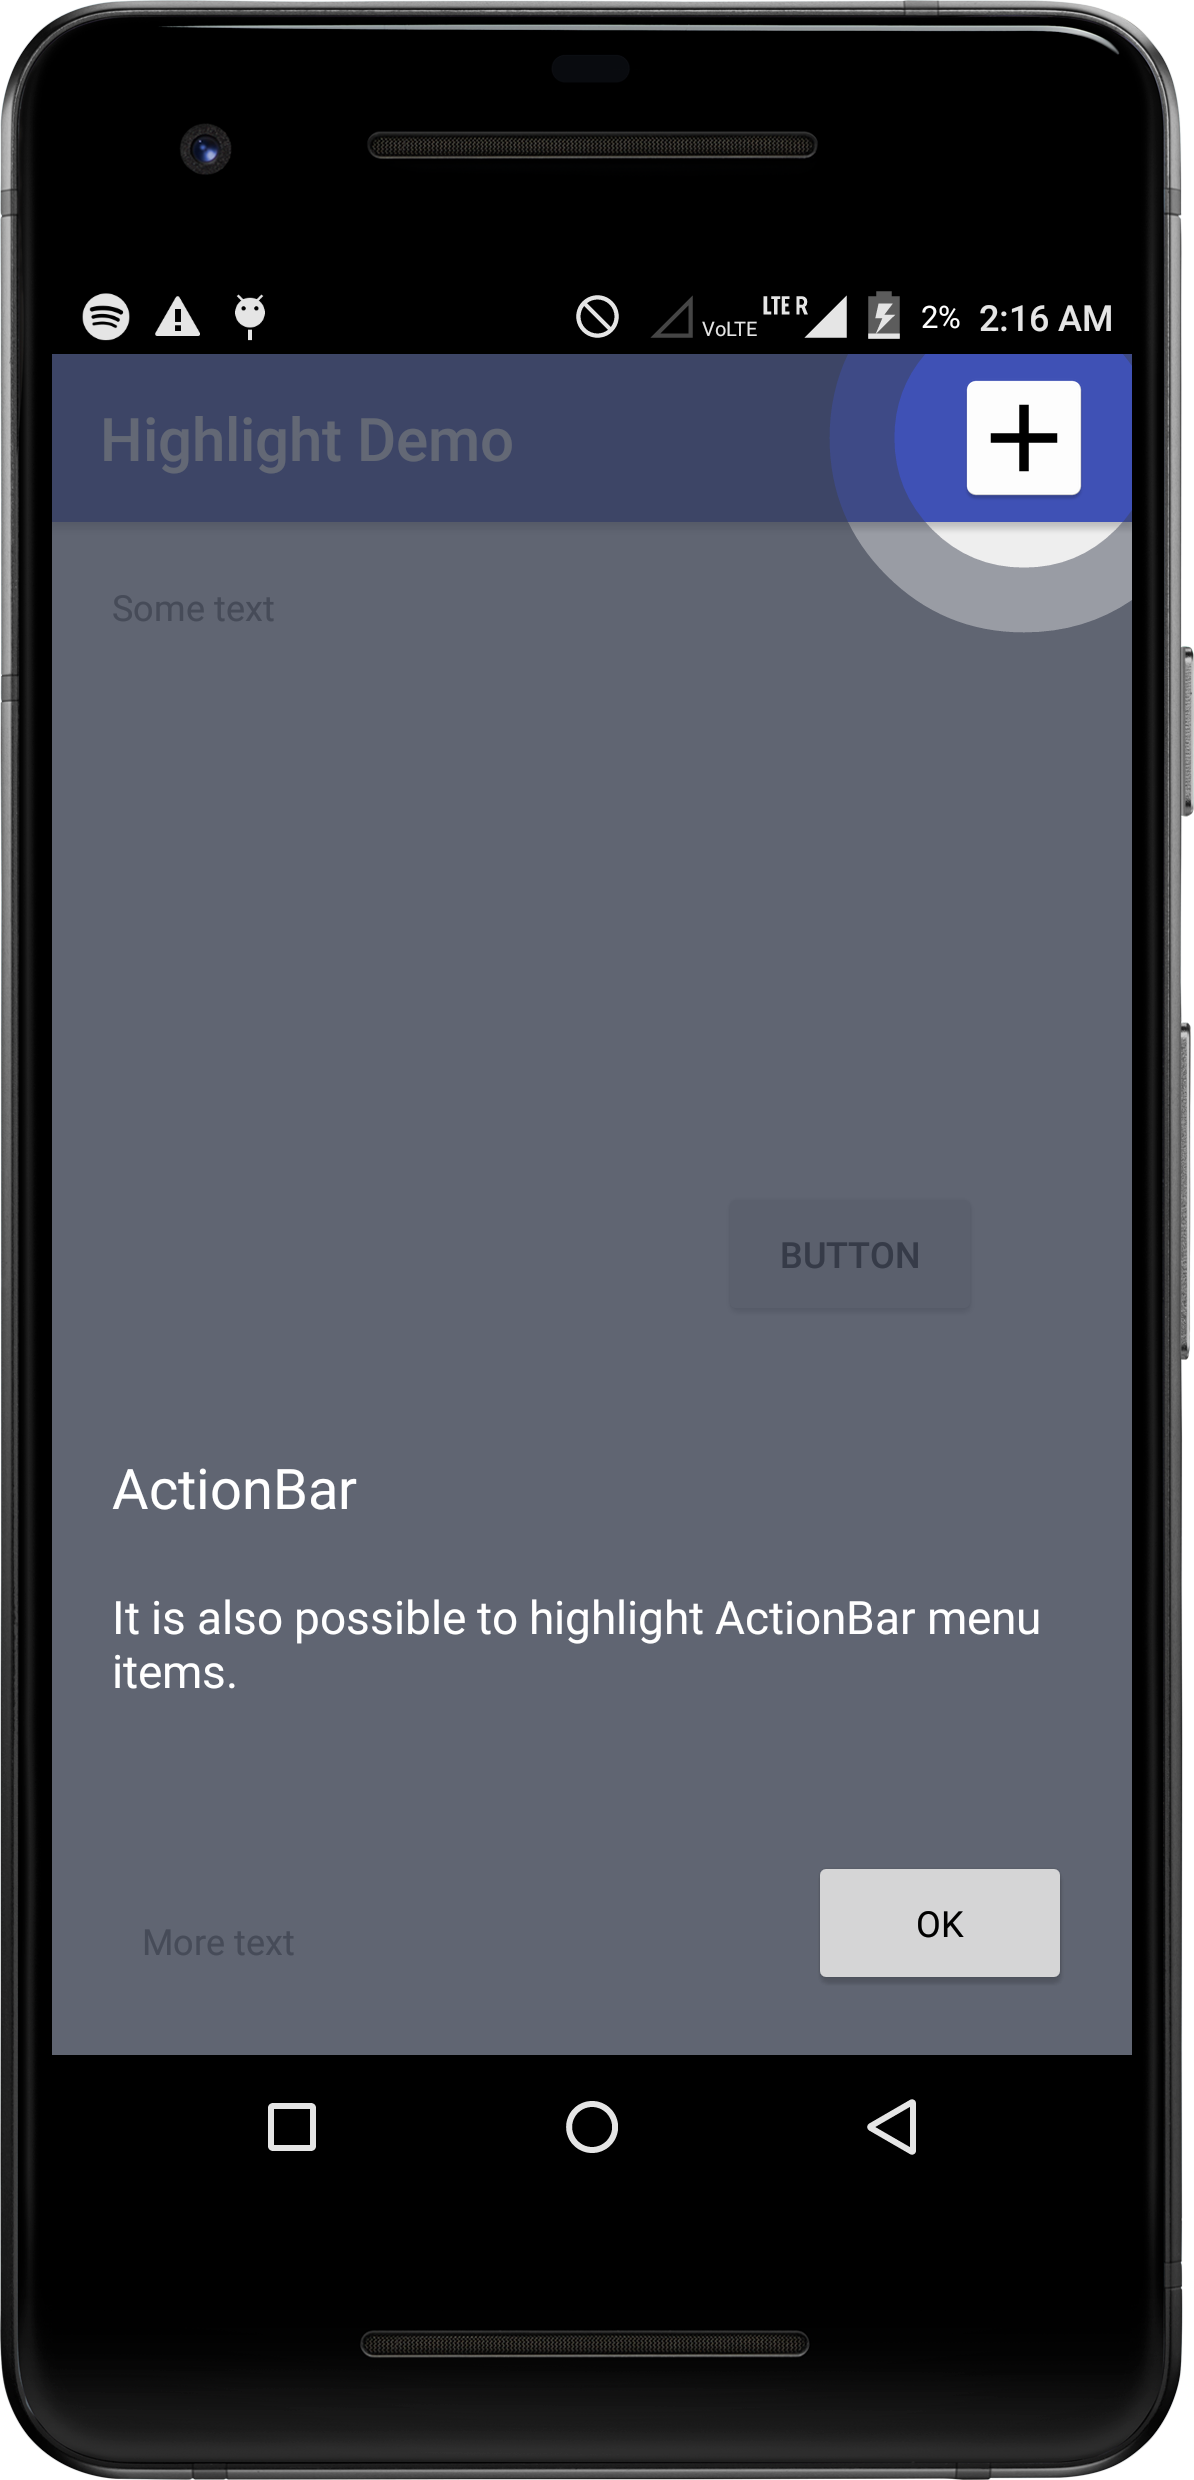 VoLTE LTE R 2% 2:16 AM
Highlight Demo
Some text
BUTTON
ActionBar
It is also possible to highlight ActionBar menu
items.
OK
More text